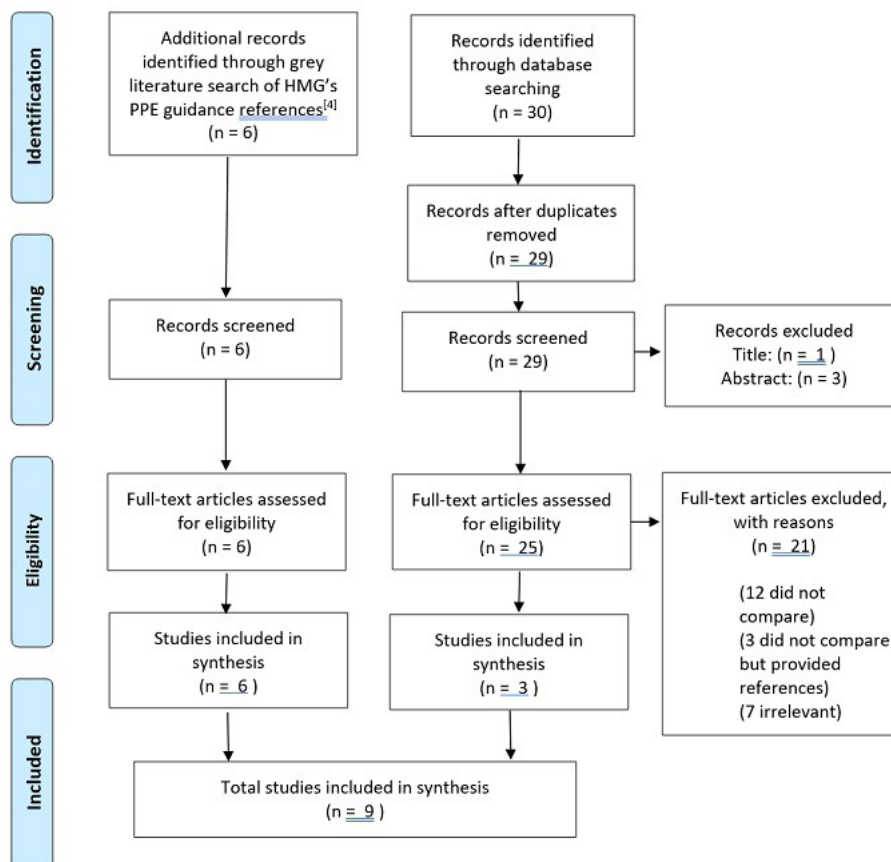 Identification
Additional records
identified through grey
literature search of HMG's
PPE guidance references[4]
(n = 6)
Records identified
through database
searching
(n = 30)
Records after duplicates
removed
(n = 29)
Screening
Records screened
(n = 6)
Records screened
(n = 29)
Records excluded
Title: (n = 1 )
Abstract: (n = 3)
Eligibility
Full-text articles assessed
for eligibility
(n = 6)
Full-text articles assessed
for eligibility
(n = 25)
Full-text articles excluded,
with reasons
(n = 21)
(12 did not
compare)
(3 did not compare
but provided
references)
(7 irrelevant)
Studies included in
synthesis
(n = 6 )
Studies included in
synthesis
(n = 3 )
Included
Total studies included in synthesis
(n = 9 )